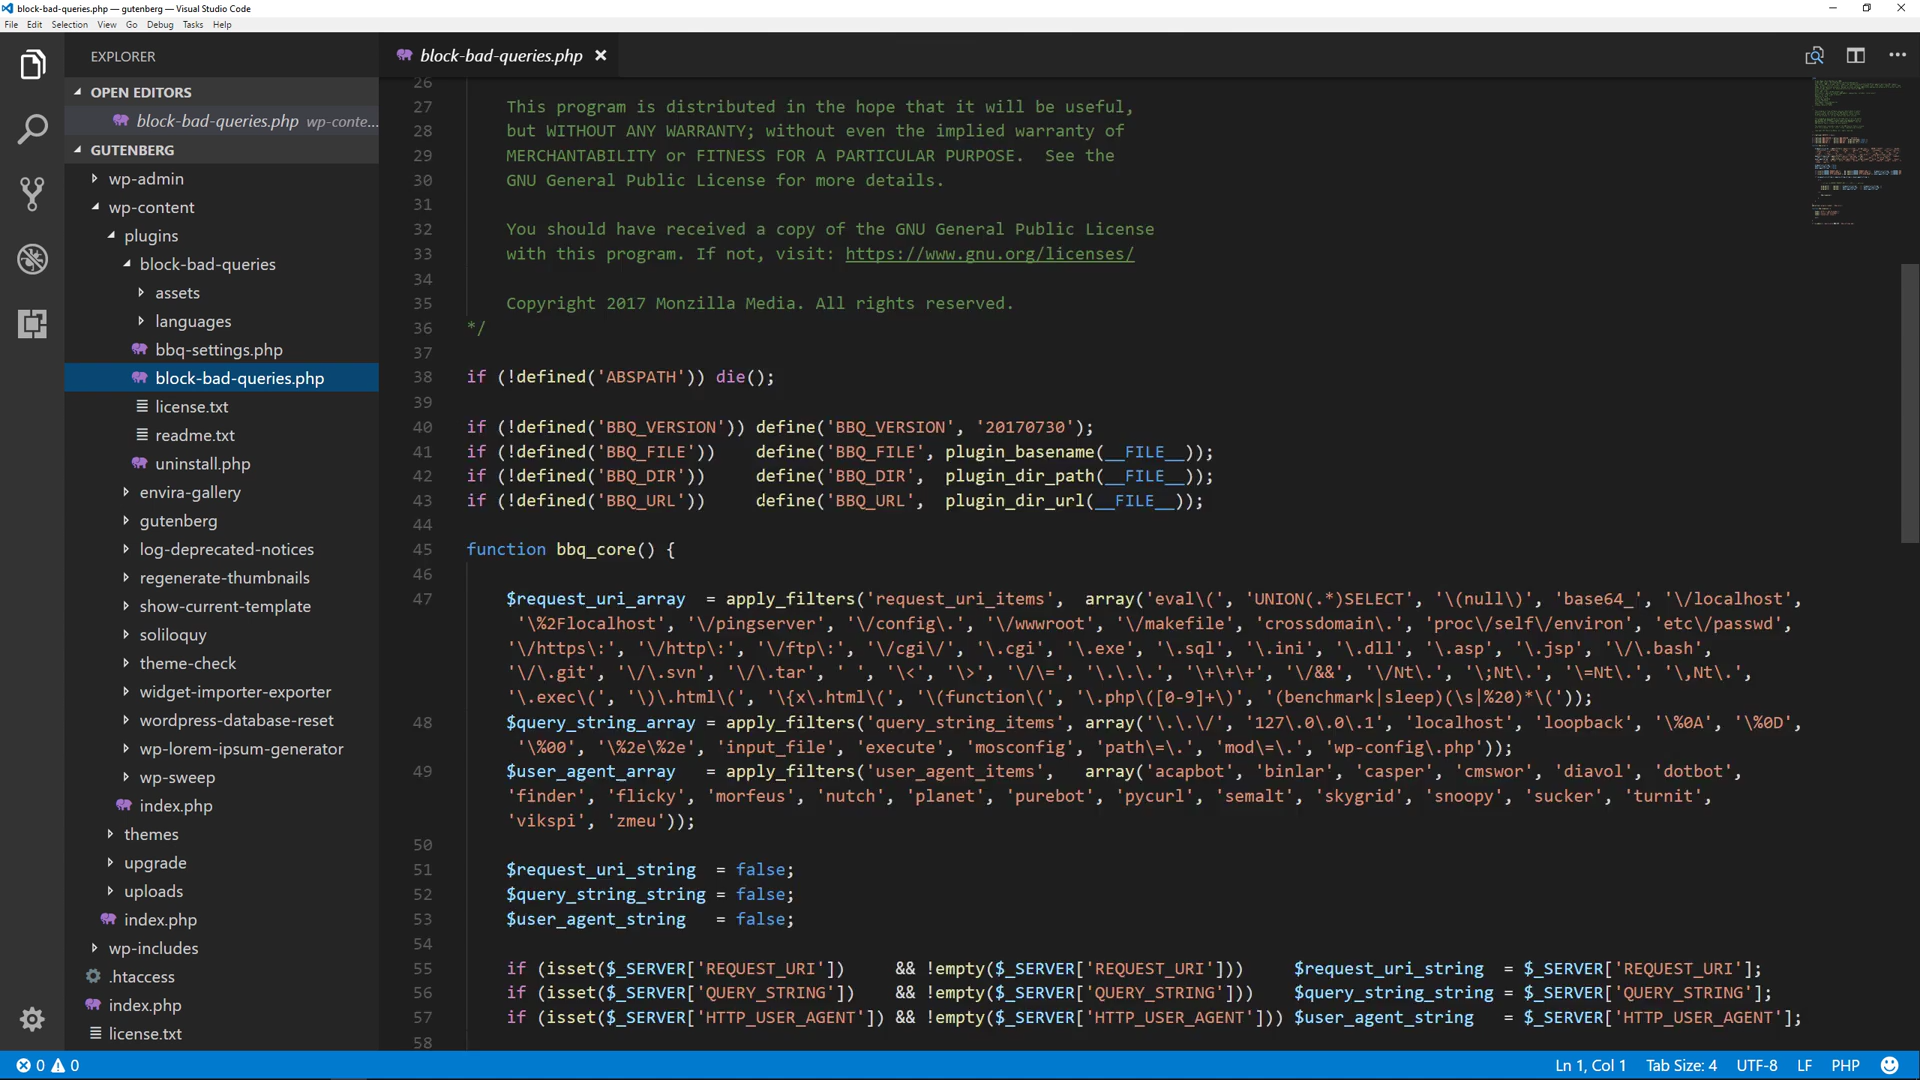 block-bad-queries.php — gutenberg — Visual Studio Code
File Edit Selection View Go Debug Tasks Help
EXPLORER
OPEN EDITORS
block-bad-queries.php wp-conte...
GUTENBERG
wp-admin
wp-content
plugins
block-bad-queries
assets
languages
bbq-settings.php
block-bad-queries.php
license.txt
readme.txt
uninstall.php
envira-gallery
gutenberg
log-deprecated-notices
regenerate-thumbnails
show-current-template
soliloquy
theme-check
widget-importer-exporter
wordpress-database-reset
wp-lorem-ipsum-generator
wp-sweep
index.php
themes
upgrade
uploads
index.php
wp-includes
.htaccess
index.php
license.txt
block-bad-queries.php
26
27 This program is distributed in the hope that it will be useful,
28 but WITHOUT ANY WARRANTY; without even the implied warranty of
29 MERCHANTABILITY or FITNESS FOR A PARTICULAR PURPOSE.  See the
30 GNU General Public License for more details.
31
32 You should have received a copy of the GNU General Public License
33 with this program. If not, visit: https://www.gnu.org/licenses/
34
35 Copyright 2017 Monzilla Media. All rights reserved.
36 */
37
38 if (!defined('ABSPATH')) die();
39
40 if (!defined('BBQ_VERSION')) define('BBQ_VERSION', '20170730');
41 if (!defined('BBQ_FILE'))    define('BBQ_FILE', plugin_basename(__FILE__));
42 if (!defined('BBQ_DIR'))     define('BBQ_DIR',  plugin_dir_path(__FILE__));
43 if (!defined('BBQ_URL'))     define('BBQ_URL',  plugin_dir_url(__FILE__));
44
45 function bbq_core() {
46
47 $request_uri_array  = apply_filters('request_uri_items',  array('eval\(', 'UNION(.*)SELECT', '\(null\)', 'base64_', '\/localhost',
'\%2Flocalhost', '\/pingserver', '\/config\.', '\/wwwroot', '\/makefile', 'crossdomain\.', 'proc\/self\/environ', 'etc\/passwd',
'\/https\:', '\/http\:', '\/ftp\:', '\/cgi\/', '\.cgi', '\.exe', '\.sql', '\.ini', '\.dll', '\.asp', '\.jsp', '\/\.bash',
'\/\.git', '\/\.svn', '\/\.tar', ' ', '\<', '\>', '\/\=', '\.\.\.', '\+\+\+', '\/&&', '\/Nt\.', '\;Nt\.', '\=Nt\.', '\,Nt\.',
'\.exec\(', '\)\.html\(', '\{x\.html\(', '\(function\(', '\.php\([0-9]+\)', '(benchmark|sleep)(\s|%20)*\('));
48 $query_string_array = apply_filters('query_string_items', array('\.\.\/', '127\.0\.0\.1', 'localhost', 'loopback', '\%0A', '\%0D',
'\%00', '\%2e\%2e', 'input_file', 'execute', 'mosconfig', 'path\=\.', 'mod\=\.', 'wp-config\.php'));
49 $user_agent_array   = apply_filters('user_agent_items',   array('acapbot', 'binlar', 'casper', 'cmswor', 'diavol', 'dotbot',
'finder', 'flicky', 'morfeus', 'nutch', 'planet', 'purebot', 'pycurl', 'semalt', 'skygrid', 'snoopy', 'sucker', 'turnit',
'vikspi', 'zmeu'));
50
51 $request_uri_string  = false;
52 $query_string_string = false;
53 $user_agent_string   = false;
54
55 if (isset($_SERVER['REQUEST_URI'])     && !empty($_SERVER['REQUEST_URI']))     $request_uri_string  = $_SERVER['REQUEST_URI'];
56 if (isset($_SERVER['QUERY_STRING'])    && !empty($_SERVER['QUERY_STRING']))    $query_string_string = $_SERVER['QUERY_STRING'];
57 if (isset($_SERVER['HTTP_USER_AGENT']) && !empty($_SERVER['HTTP_USER_AGENT'])) $user_agent_string   = $_SERVER['HTTP_USER_AGENT'];
58
0 0 Ln 1, Col 1 Tab Size: 4 UTF-8 LF PHP